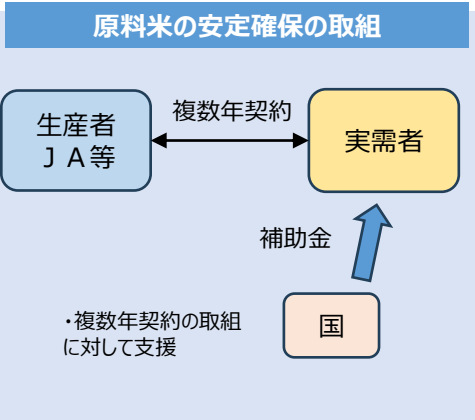 原料米の安定確保の取組
生産者
ＪＡ等
複数年契約
実需者
補助金
国
・複数年契約の取組
に対して支援